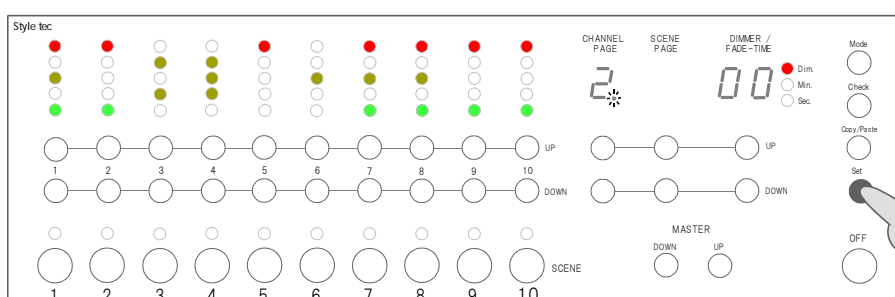 Style tec
CHANNEL PAGE
SCENE PAGE
DIMMER / FADE-TIME
2.
00
Dim.
Min.
Sec.
Mode
Check
Copy/Paste
Set
OFF
UP
1 2 3 4 5 6 7 8 9 10
DOWN
UP
DOWN
MASTER
DOWN UP
SCENE
1 2 3 4 5 6 7 8 9 10